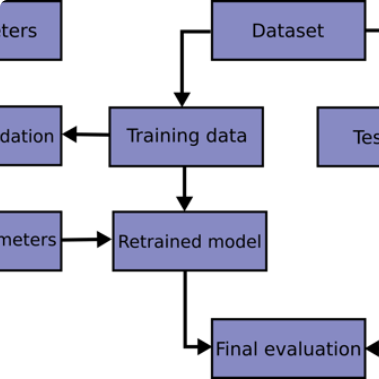 ters
Dataset
dation
Training data
Tes
meters
Retrained model
Final evaluation